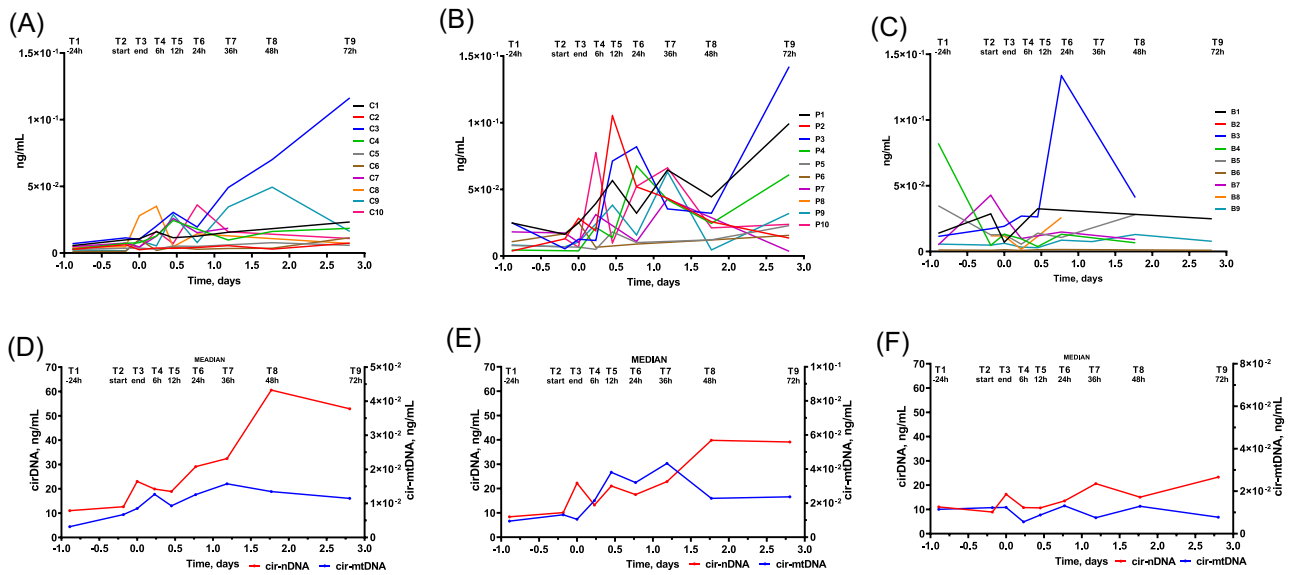 (A)
T1 T2 T3 T4 T5 T6 T7 T8 T9
-24h start end 6h 12h 24h 36h 48h 72h
1.5×10⁻¹
1×10⁻¹
5×10⁻²
0
ng/mL
-1.0 -0.5 0.0 0.5 1.0 1.5 2.0 2.5 3.0
Time, days
C1
C2
C3
C4
C5
C6
C7
C8
C9
C10
(B)
T1 T2 T3 T4 T5 T6 T7 T8 T9
-24h start end 6h 12h 24h 36h 48h 72h
1.5×10⁻¹
1×10⁻¹
5×10⁻²
0
ng/mL
-1.0 -0.5 0.0 0.5 1.0 1.5 2.0 2.5 3.0
Time, days
P1
P2
P3
P4
P5
P6
P7
P8
P9
P10
(C)
T1 T2 T3 T4 T5 T6 T7 T8 T9
-24h start end 6h 12h 24h 36h 48h 72h
1.5×10⁻¹
1×10⁻¹
5×10⁻²
0
ng/mL
-1.0 -0.5 0.0 0.5 1.0 1.5 2.0 2.5 3.0
Time, days
B1
B2
B3
B4
B5
B6
B7
B8
B9
(D)
MEADIAN
T1 T2 T3 T4 T5 T6 T7 T8 T9
-24h start end 6h 12h 24h 36h 48h 72h
70
60
50
40
30
20
10
0
cirDNA, ng/mL
5×10⁻²
4×10⁻²
3×10⁻²
2×10⁻²
1×10⁻²
0
cir-mtDNA, ng/mL
-1.0 -0.5 0.0 0.5 1.0 1.5 2.0 2.5 3.0
Time, days
cir-nDNA cir-mtDNA
(E)
MEDIAN
T1 T2 T3 T4 T5 T6 T7 T8 T9
-24h start end 6h 12h 24h 36h 48h 72h
70
60
50
40
30
20
10
0
cirDNA, ng/mL
1×10⁻¹
8×10⁻²
6×10⁻²
4×10⁻²
2×10⁻²
0
cir-mtDNA, ng/mL
-1.0 -0.5 0.0 0.5 1.0 1.5 2.0 2.5 3.0
Time, days
cir-nDNA cir-mtDNA
(F)
MEDIAN
T1 T2 T3 T4 T5 T6 T7 T8 T9
-24h start end 6h 12h 24h 36h 48h 72h
70
60
50
40
30
20
10
0
cirDNA, ng/mL
8×10⁻²
6×10⁻²
4×10⁻²
2×10⁻²
0
cir-mtDNA, ng/mL
-1.0 -0.5 0.0 0.5 1.0 1.5 2.0 2.5 3.0
Time, days
cir-nDNA cir-mtDNA